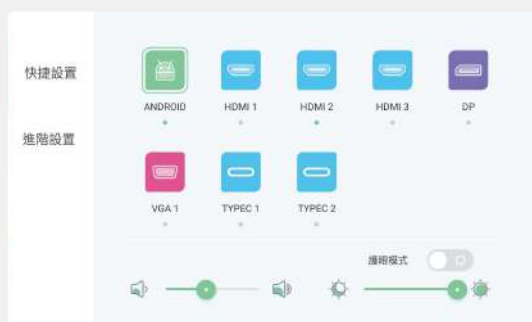 快捷設置
進階設置
ANDROID
HDMI 1
HDMI 2
HDMI 3
DP
VGA 1
TYPEC 1
TYPEC 2
護眼模式